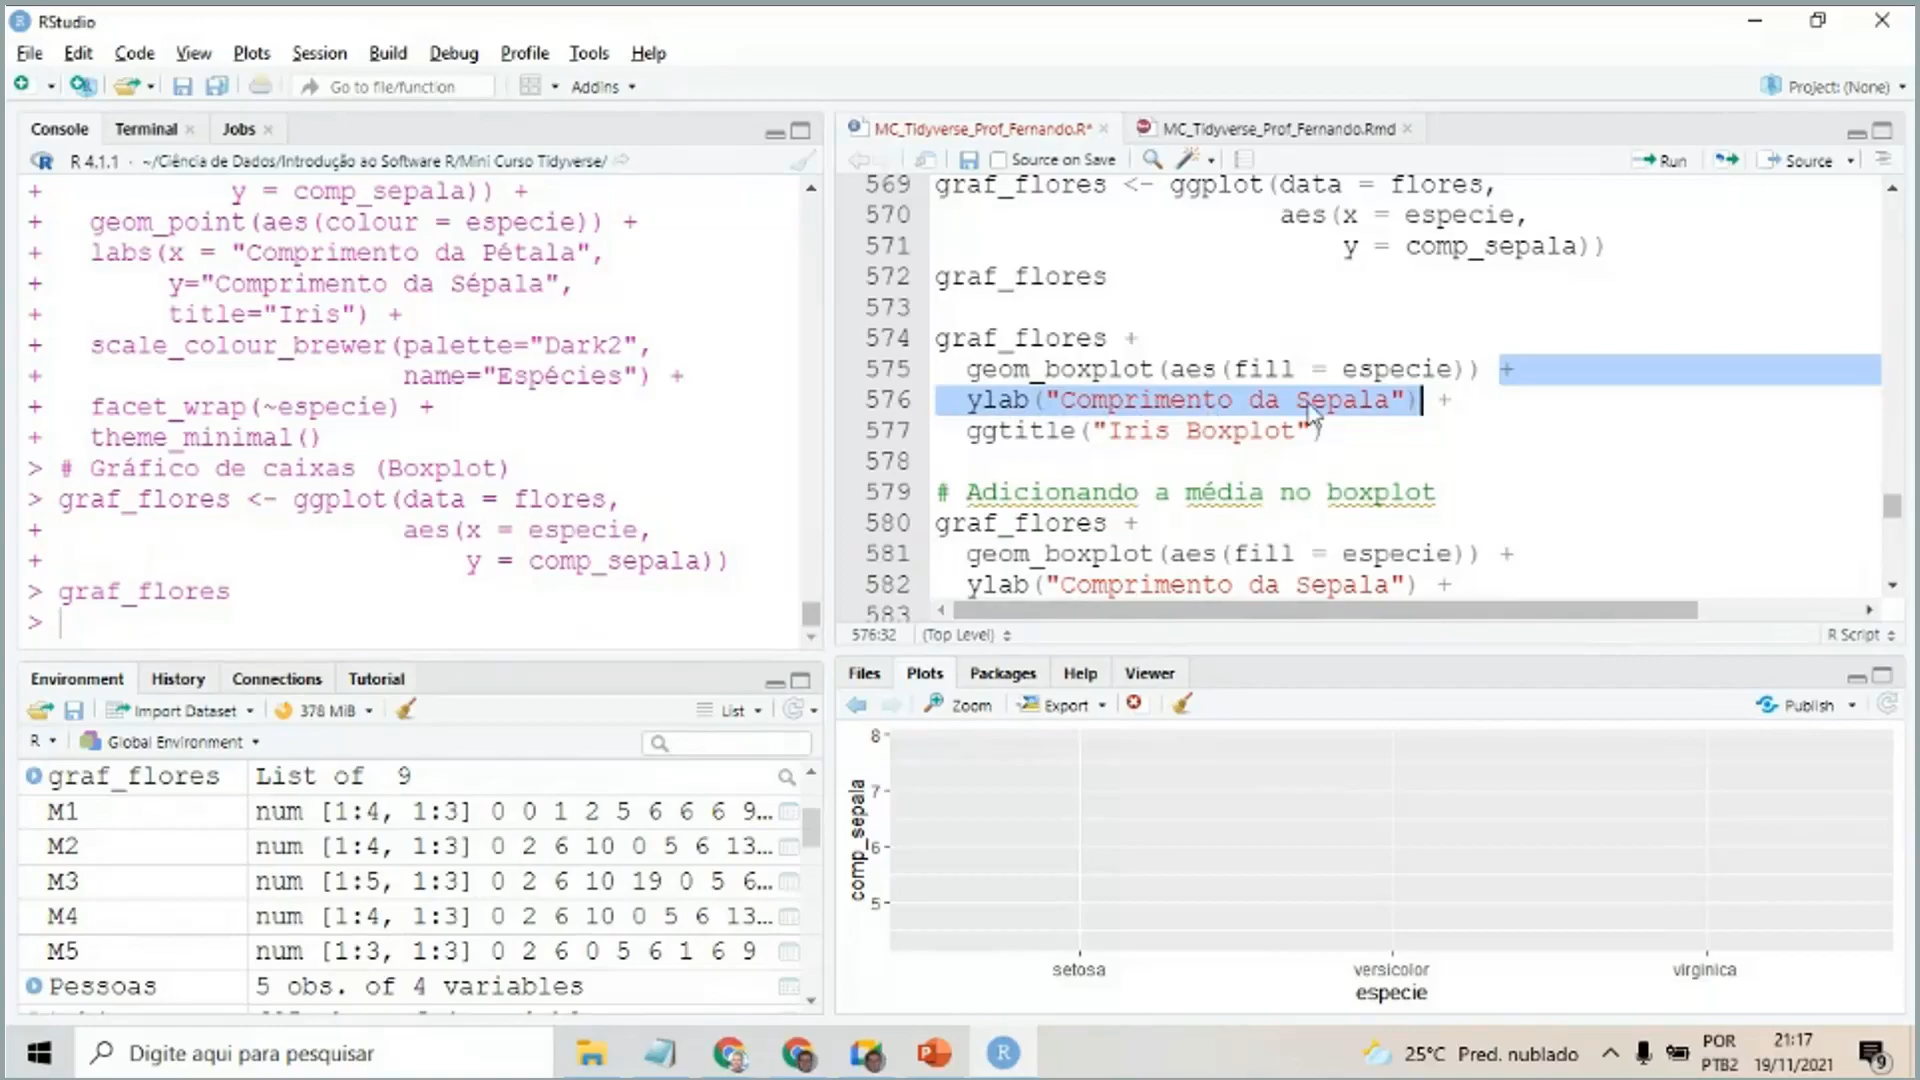 RStudio
File Edit Code View Plots Session Build Debug Profile Tools Help
Go to file/function Addins Project: (None)
Console Terminal Jobs
R 4.1.1 · ~/Ciência de Dados/Introdução ao Software R/Mini Curso Tidyverse/
+ y = comp_sepala)) +
+ geom_point(aes(colour = especie)) +
+ labs(x = "Comprimento da Pétala",
+ y="Comprimento da Sépala",
+ title="Iris") +
+ scale_colour_brewer(palette="Dark2",
+ name="Espécies") +
+ facet_wrap(~especie) +
+ theme_minimal()
> # Gráfico de caixas (Boxplot)
> graf_flores <- ggplot(data = flores,
+ aes(x = especie,
+ y = comp_sepala))
> graf_flores
>
MC_Tidyverse_Prof_Fernando.R* MC_Tidyverse_Prof_Fernando.Rmd
Source on Save Run Source
569 graf_flores <- ggplot(data = flores,
570 aes(x = especie,
571 y = comp_sepala))
572 graf_flores
573
574 graf_flores +
575 geom_boxplot(aes(fill = especie)) +
576 ylab("Comprimento da Sepala") +
577 ggtitle("Iris Boxplot")
578
579 # Adicionando a média no boxplot
580 graf_flores +
581 geom_boxplot(aes(fill = especie)) +
582 ylab("Comprimento da Sepala") +
583
576:32 (Top Level) R Script
Environment History Connections Tutorial
Import Dataset 378 MiB List
R Global Environment
graf_flores List of 9
M1 num [1:4, 1:3] 0 0 1 2 5 6 6 6 9...
M2 num [1:4, 1:3] 0 2 6 10 0 5 6 13...
M3 num [1:5, 1:3] 0 2 6 10 19 0 5 6...
M4 num [1:4, 1:3] 0 2 6 10 0 5 6 13...
M5 num [1:3, 1:3] 0 2 6 0 5 6 1 6 9
Pessoas 5 obs. of 4 variables
Files Plots Packages Help Viewer
Zoom Export Publish
8
7
6
5
comp_sepala
setosa versicolor virginica
especie
Digite aqui para pesquisar
25°C Pred. nublado
POR
PTB2
21:17
19/11/2021
9